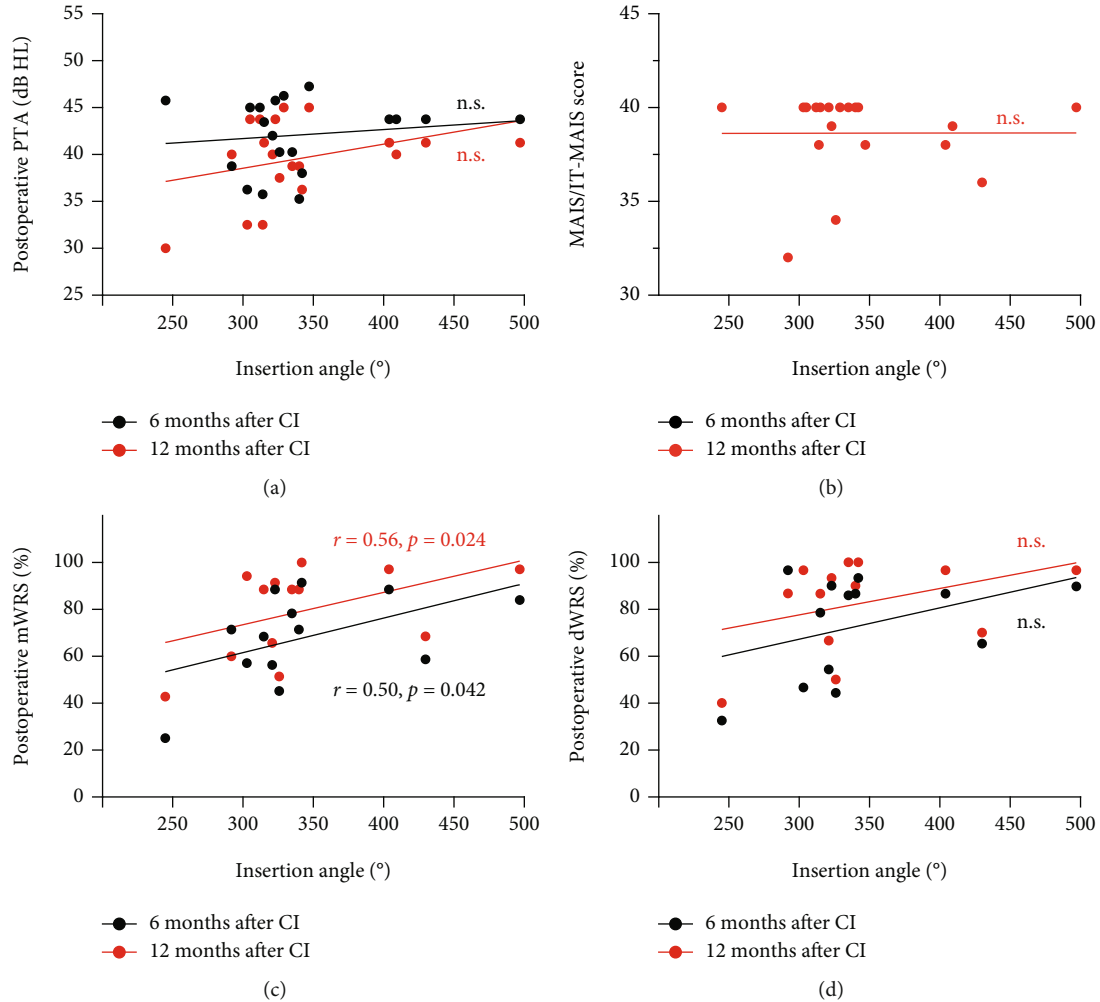 55
50
45
40
35
30
25
Postoperative PTA (dB HL)
n.s.
n.s.
250 300 350 400 450 500
Insertion angle (°)
6 months after CI
12 months after CI
(a)
45
40
35
30
MAIS/IT-MAIS score
n.s.
250 300 350 400 450 500
Insertion angle (°)
6 months after CI
12 months after CI
(b)
100
80
60
40
20
0
Postoperative mWRS (%)
r = 0.56, p = 0.024
r = 0.50, p = 0.042
250 300 350 400 450 500
Insertion angle (°)
6 months after CI
12 months after CI
(c)
100
80
60
40
20
0
Postoperative dWRS (%)
n.s.
n.s.
250 300 350 400 450 500
Insertion angle (°)
6 months after CI
12 months after CI
(d)